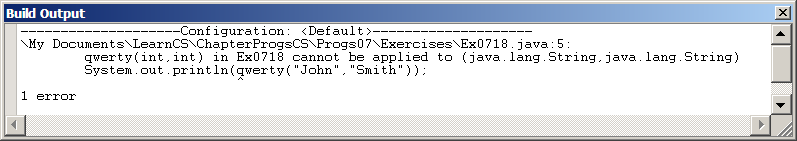 Build Output
--------------------Configuration: <Default>--------------------
\My Documents\LearnCS\ChapterProgsCS\Progs07\Exercises\Ex0718.java:5:
qwerty(int,int) in Ex0718 cannot be applied to (java.lang.String,java.lang.String)
System.out.println(qwerty("John","Smith"));
^
1 error